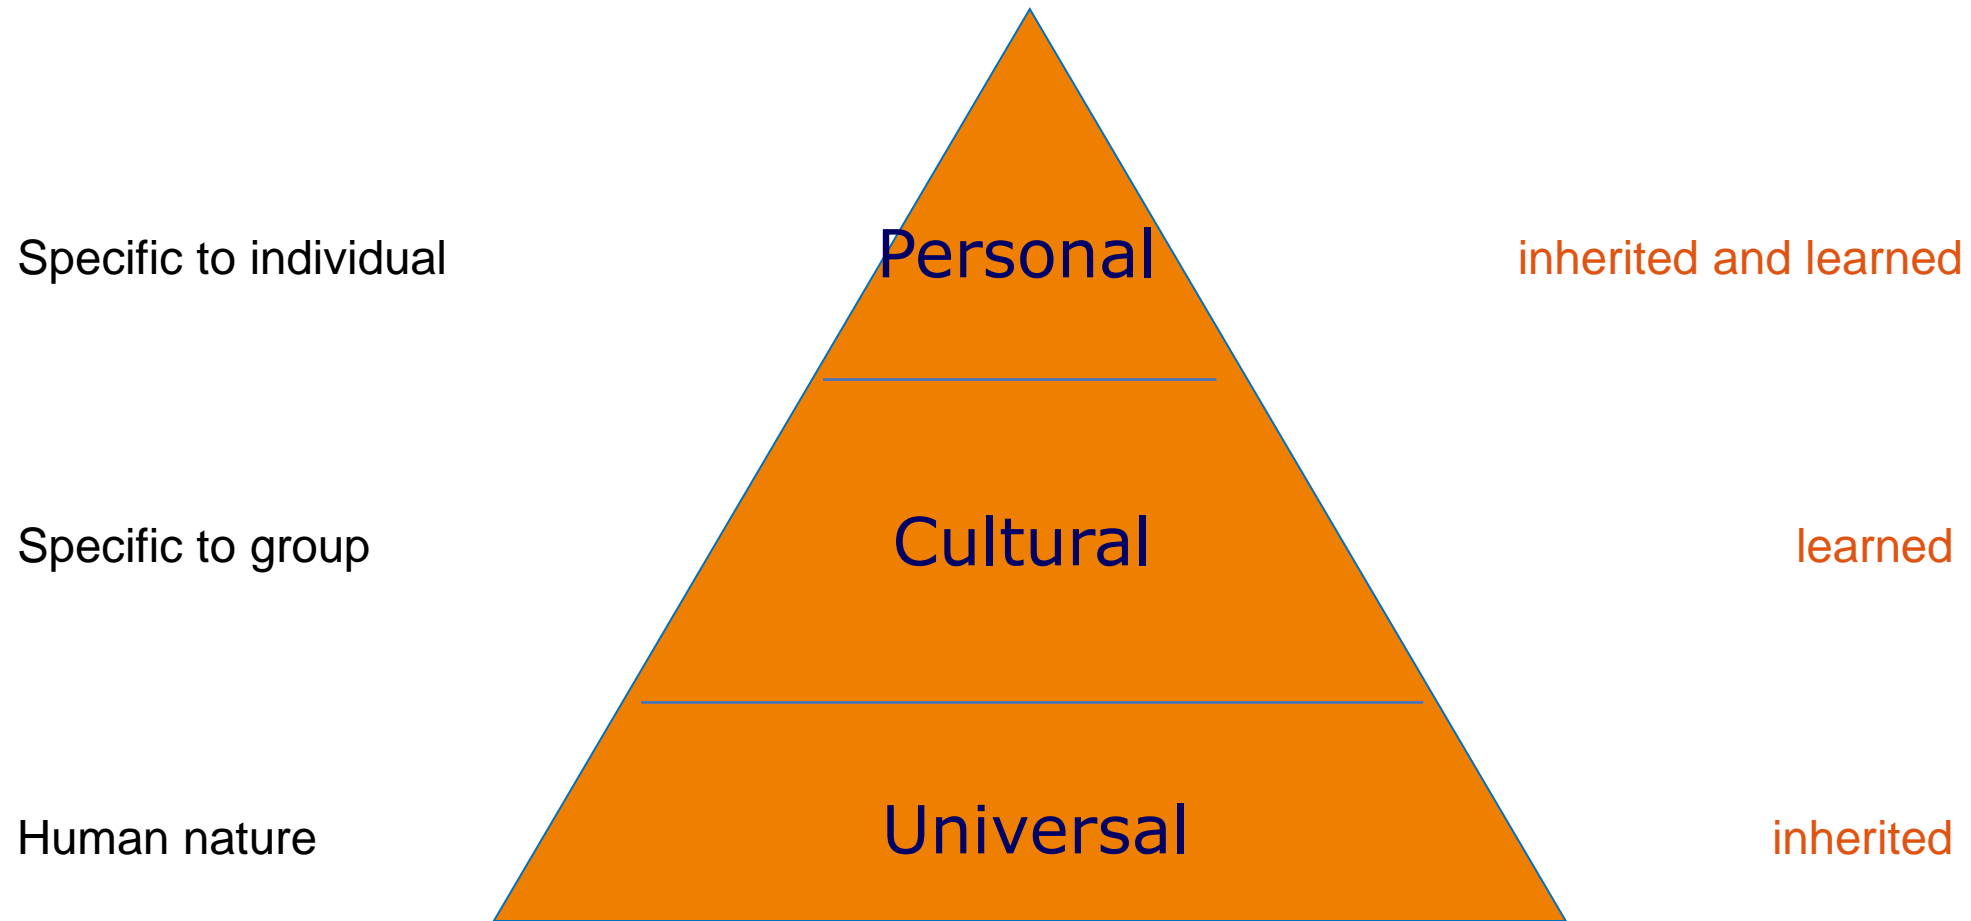 Specific to individual
Personal
inherited and learned
Specific to group
Cultural
learned
Human nature
Universal
inherited